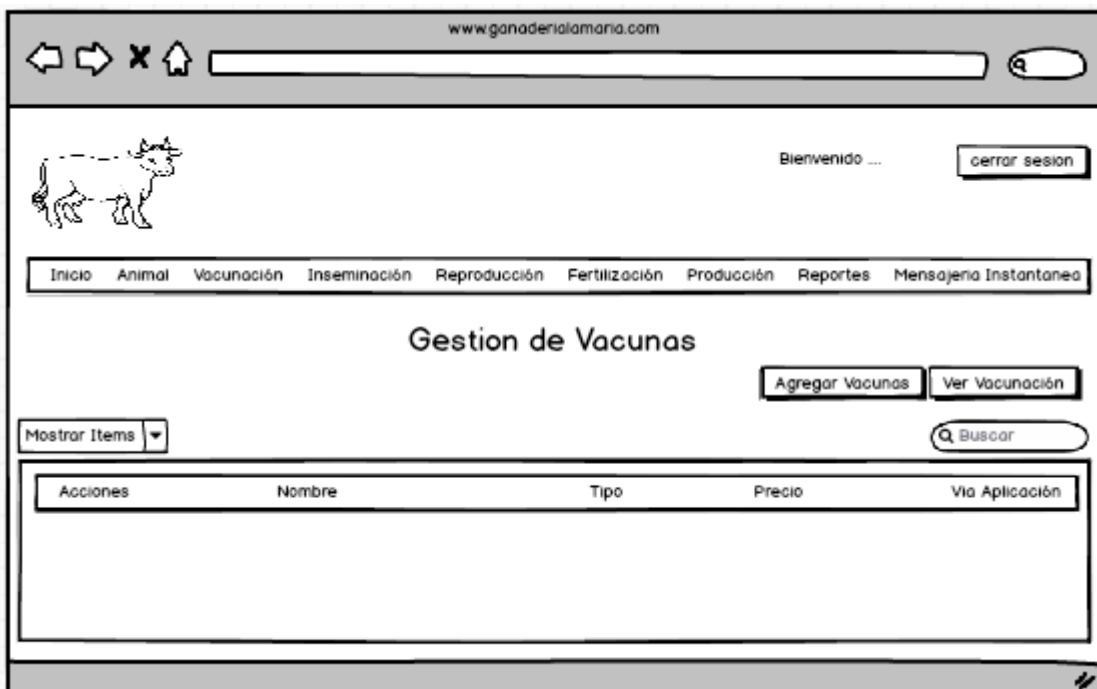 www.ganaderialamaria.com
Bienvenido ...
cerrar sesion
Inicio Animal Vacunación Inseminación Reproducción Fertilización Producción Reportes Mensajeria Instantanea
Gestion de Vacunas
Agregar Vacunas Ver Vacunación
Mostrar Items Buscar
Acciones Nombre Tipo Precio Via Aplicación